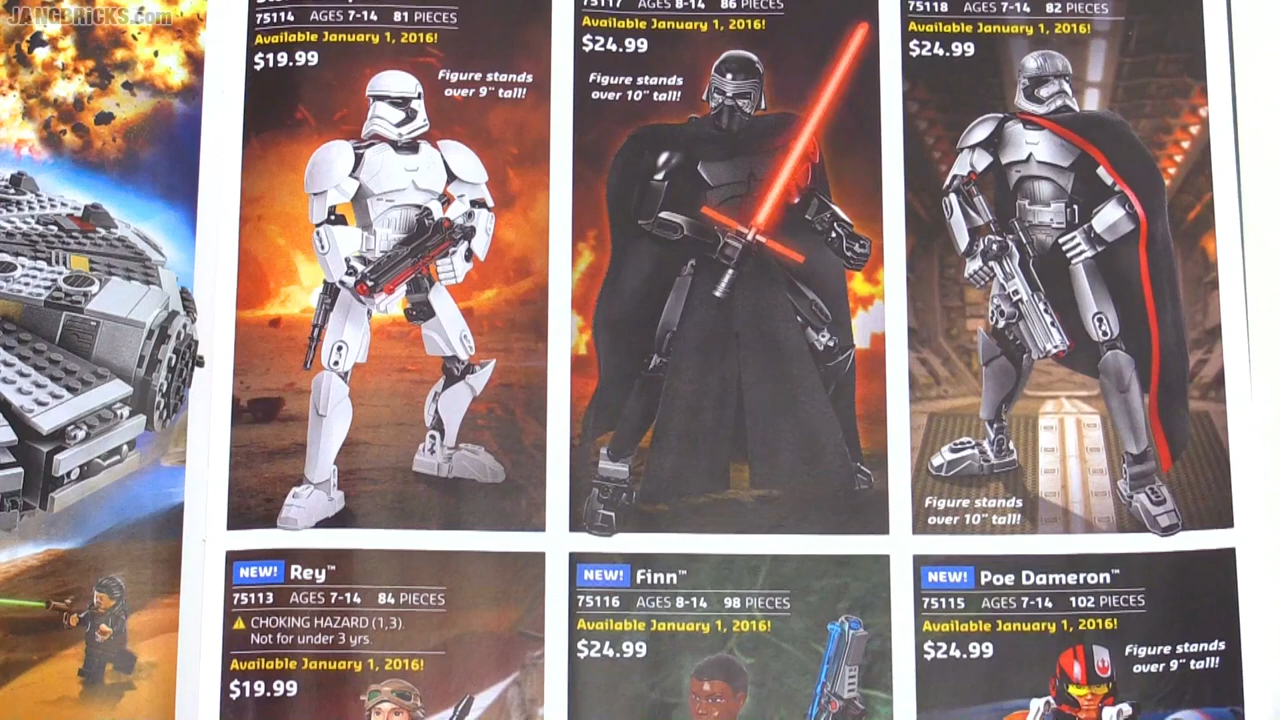 JANGBRICKS.com
75114 AGES 7-14 81 PIECES
Available January 1, 2016!
$19.99
Figure stands
over 9" tall!
75117 AGES 8-14 86 PIECES
Available January 1, 2016!
$24.99
Figure stands
over 10" tall!
75118 AGES 7-14 82 PIECES
Available January 1, 2016!
$24.99
Figure stands
over 10" tall!
NEW! Rey™
75113 AGES 7-14 84 PIECES
CHOKING HAZARD (1,3).
Not for under 3 yrs.
Available January 1, 2016!
$19.99
NEW! Finn™
75116 AGES 8-14 98 PIECES
Available January 1, 2016!
$24.99
NEW! Poe Dameron™
75115 AGES 7-14 102 PIECES
Available January 1, 2016!
$24.99
Figure stands
over 9" tall!